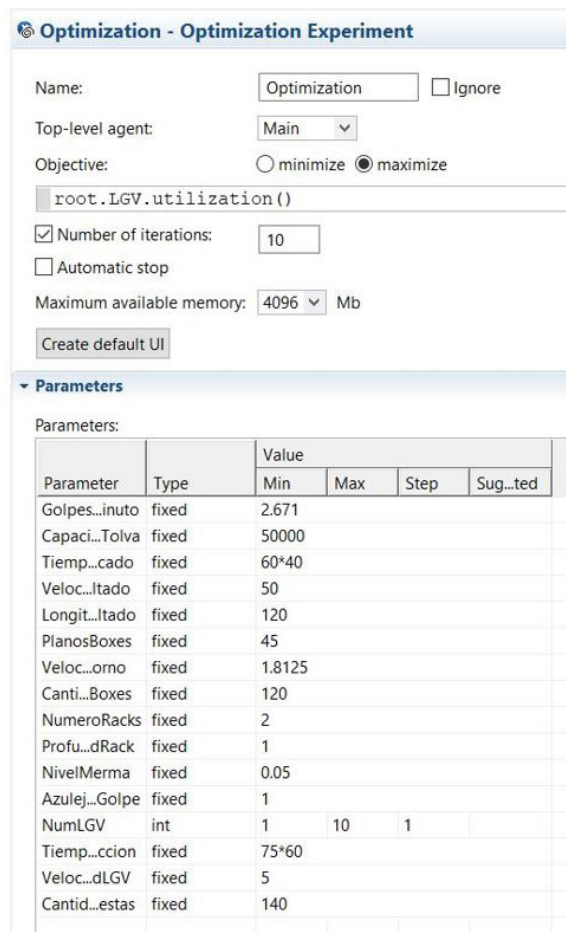 Optimization - Optimization Experiment
Name: Optimization Ignore
Top-level agent: Main
Objective: minimize maximize
root.LGV.utilization()
Number of iterations: 10
Automatic stop
Maximum available memory: 4096 Mb
Create default UI
Parameters
Parameters:
Value
Parameter Type Min Max Step Sug...ted
Golpes...inuto fixed 2.671
Capaci...Tolva fixed 50000
Tiemp...cado fixed 60*40
Veloc...ltado fixed 50
Longit...ltado fixed 120
PlanosBoxes fixed 45
Veloc...orno fixed 1.8125
Canti...Boxes fixed 120
NumeroRacks fixed 2
Profu...dRack fixed 1
NivelMerma fixed 0.05
Azulej...Golpe fixed 1
NumLGV int 1 10 1
Tiemp...ccion fixed 75*60
Veloc...dLGV fixed 5
Cantid...estas fixed 140